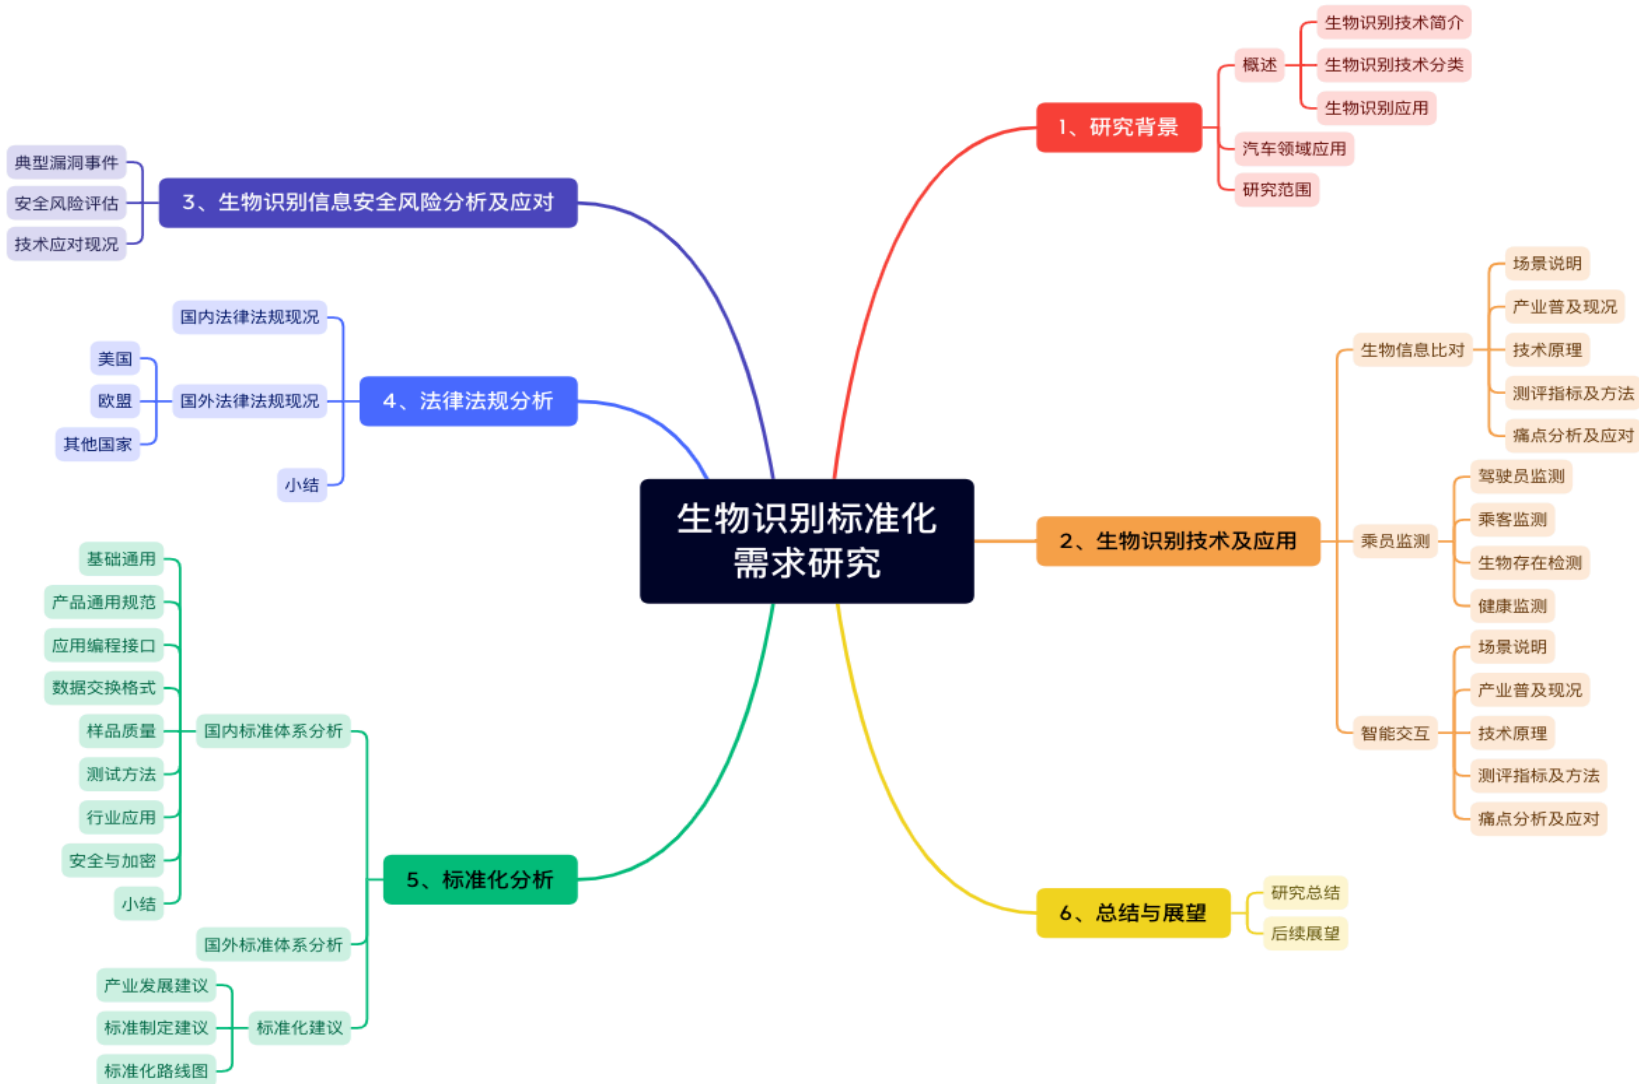 生物识别标准化
需求研究
1、研究背景
概述
生物识别技术简介
生物识别技术分类
生物识别应用
汽车领域应用
研究范围
2、生物识别技术及应用
生物信息比对
场景说明
产业普及现况
技术原理
测评指标及方法
痛点分析及应对
乘员监测
驾驶员监测
乘客监测
生物存在检测
健康监测
智能交互
场景说明
产业普及现况
技术原理
测评指标及方法
痛点分析及应对
3、生物识别信息安全风险分析及应对
典型漏洞事件
安全风险评估
技术应对现况
4、法律法规分析
国内法律法规现况
国外法律法规现况
美国
欧盟
其他国家
小结
5、标准化分析
国内标准体系分析
基础通用
产品通用规范
应用编程接口
数据交换格式
样品质量
测试方法
行业应用
安全与加密
小结
国外标准体系分析
标准化建议
产业发展建议
标准制定建议
标准化路线图
6、总结与展望
研究总结
后续展望